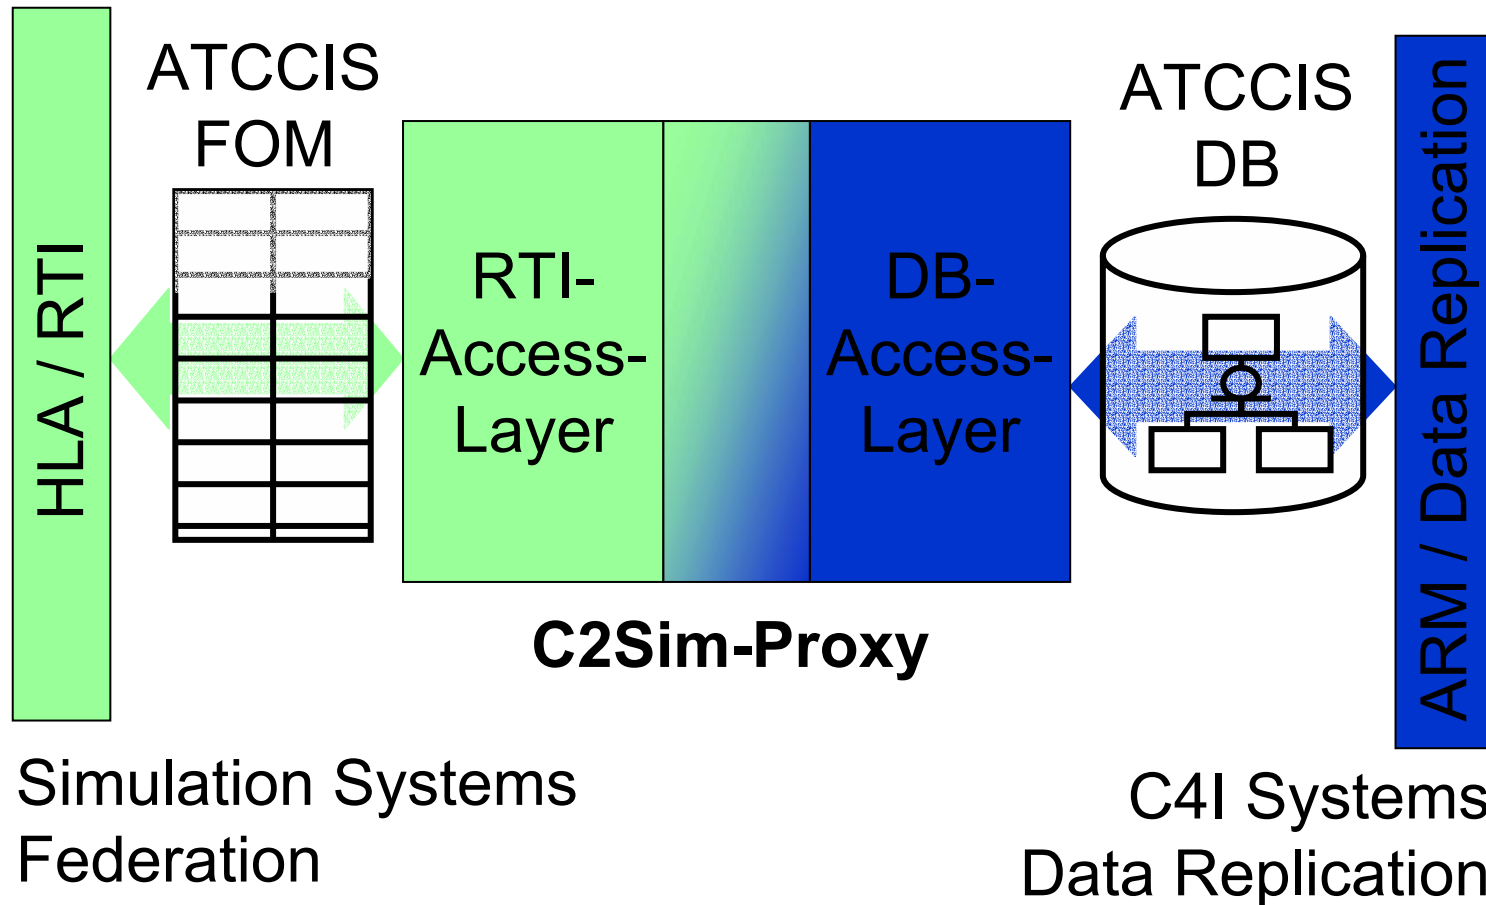 HLA / RTI
ATCCIS
FOM
RTI-
Access-
Layer
DB-
Access-
Layer
C2Sim-Proxy
ATCCIS
DB
ARM / Data Replication
Simulation Systems
Federation
C4I Systems
Data Replication